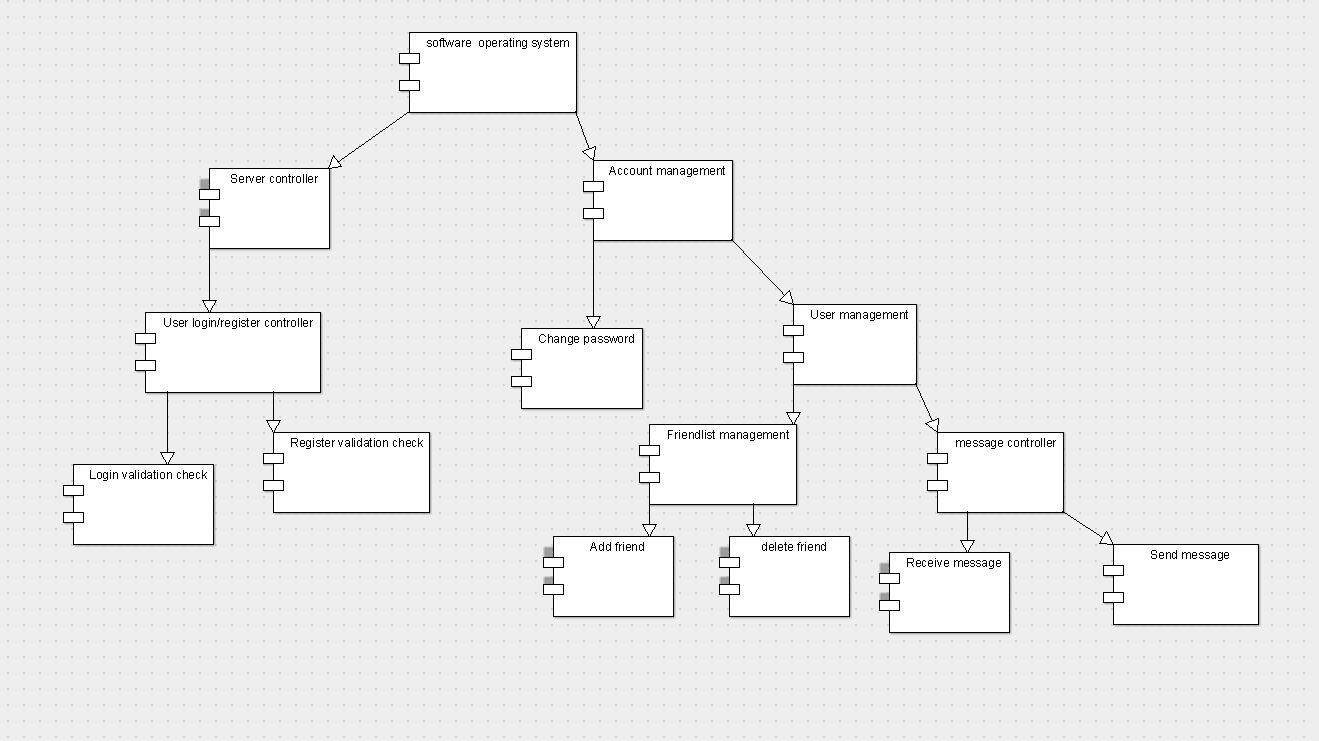 software  operating system
Server controller
Account management
User login/register controller
Change password
User management
Login validation check
Register validation check
Friendlist management
message controller
Add friend
delete friend
Receive message
Send message